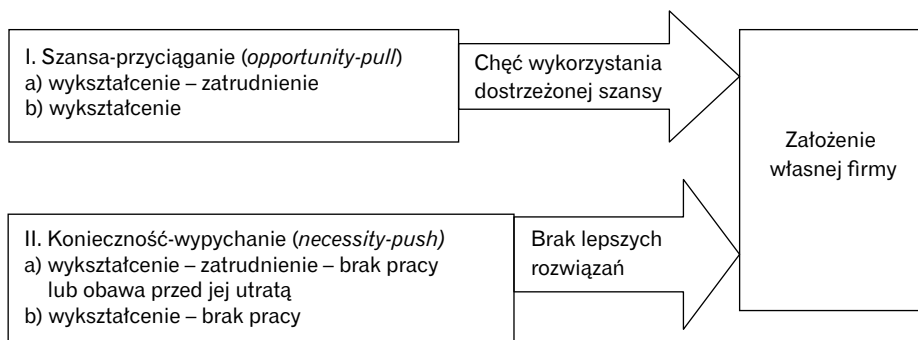 I. Szansa-przyciąganie (opportunity-pull)
a) wykształcenie – zatrudnienie
b) wykształcenie
Chęć wykorzystania
dostrzeżonej szansy
Założenie
własnej firmy
II. Konieczność-wypychanie (necessity-push)
a) wykształcenie – zatrudnienie – brak pracy
lub obawa przed jej utratą
b) wykształcenie – brak pracy
Brak lepszych
rozwiązań